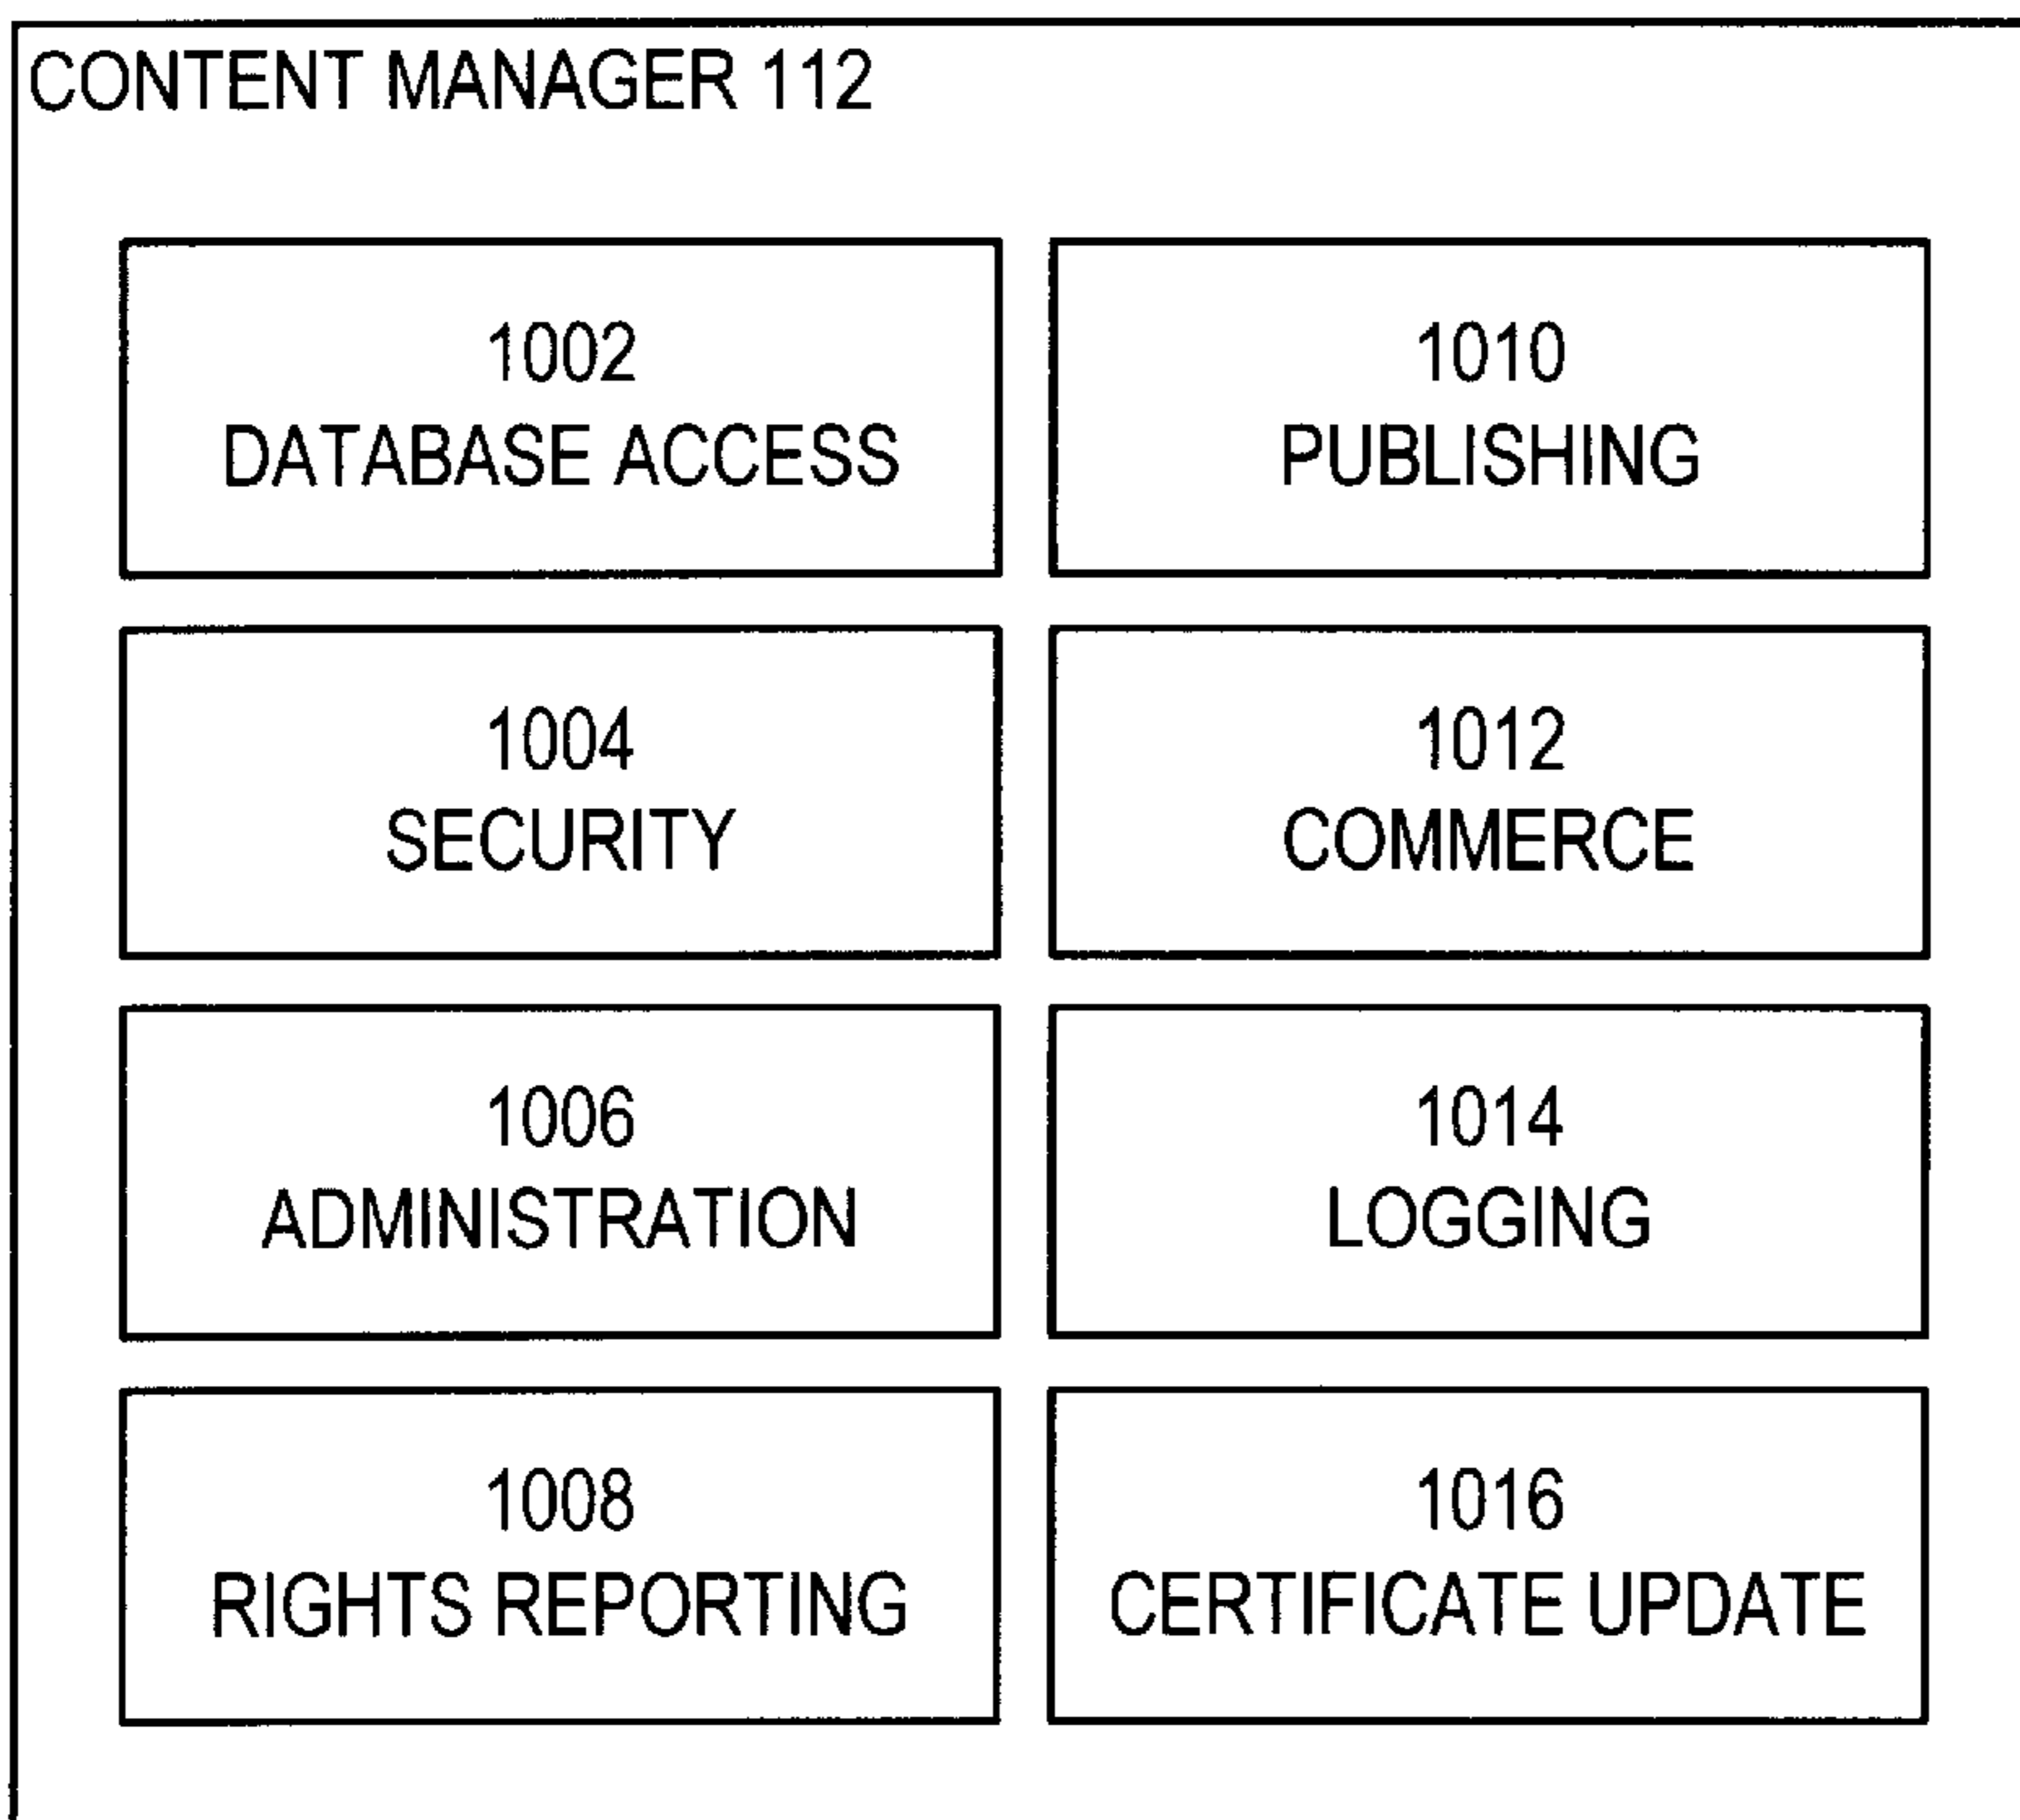 CONTENT MANAGER 112
1002
DATABASE ACCESS
1010
PUBLISHING
1004
SECURITY
1012
COMMERCE
1006
ADMINISTRATION
1014
LOGGING
1008
RIGHTS REPORTING
1016
CERTIFICATE UPDATE